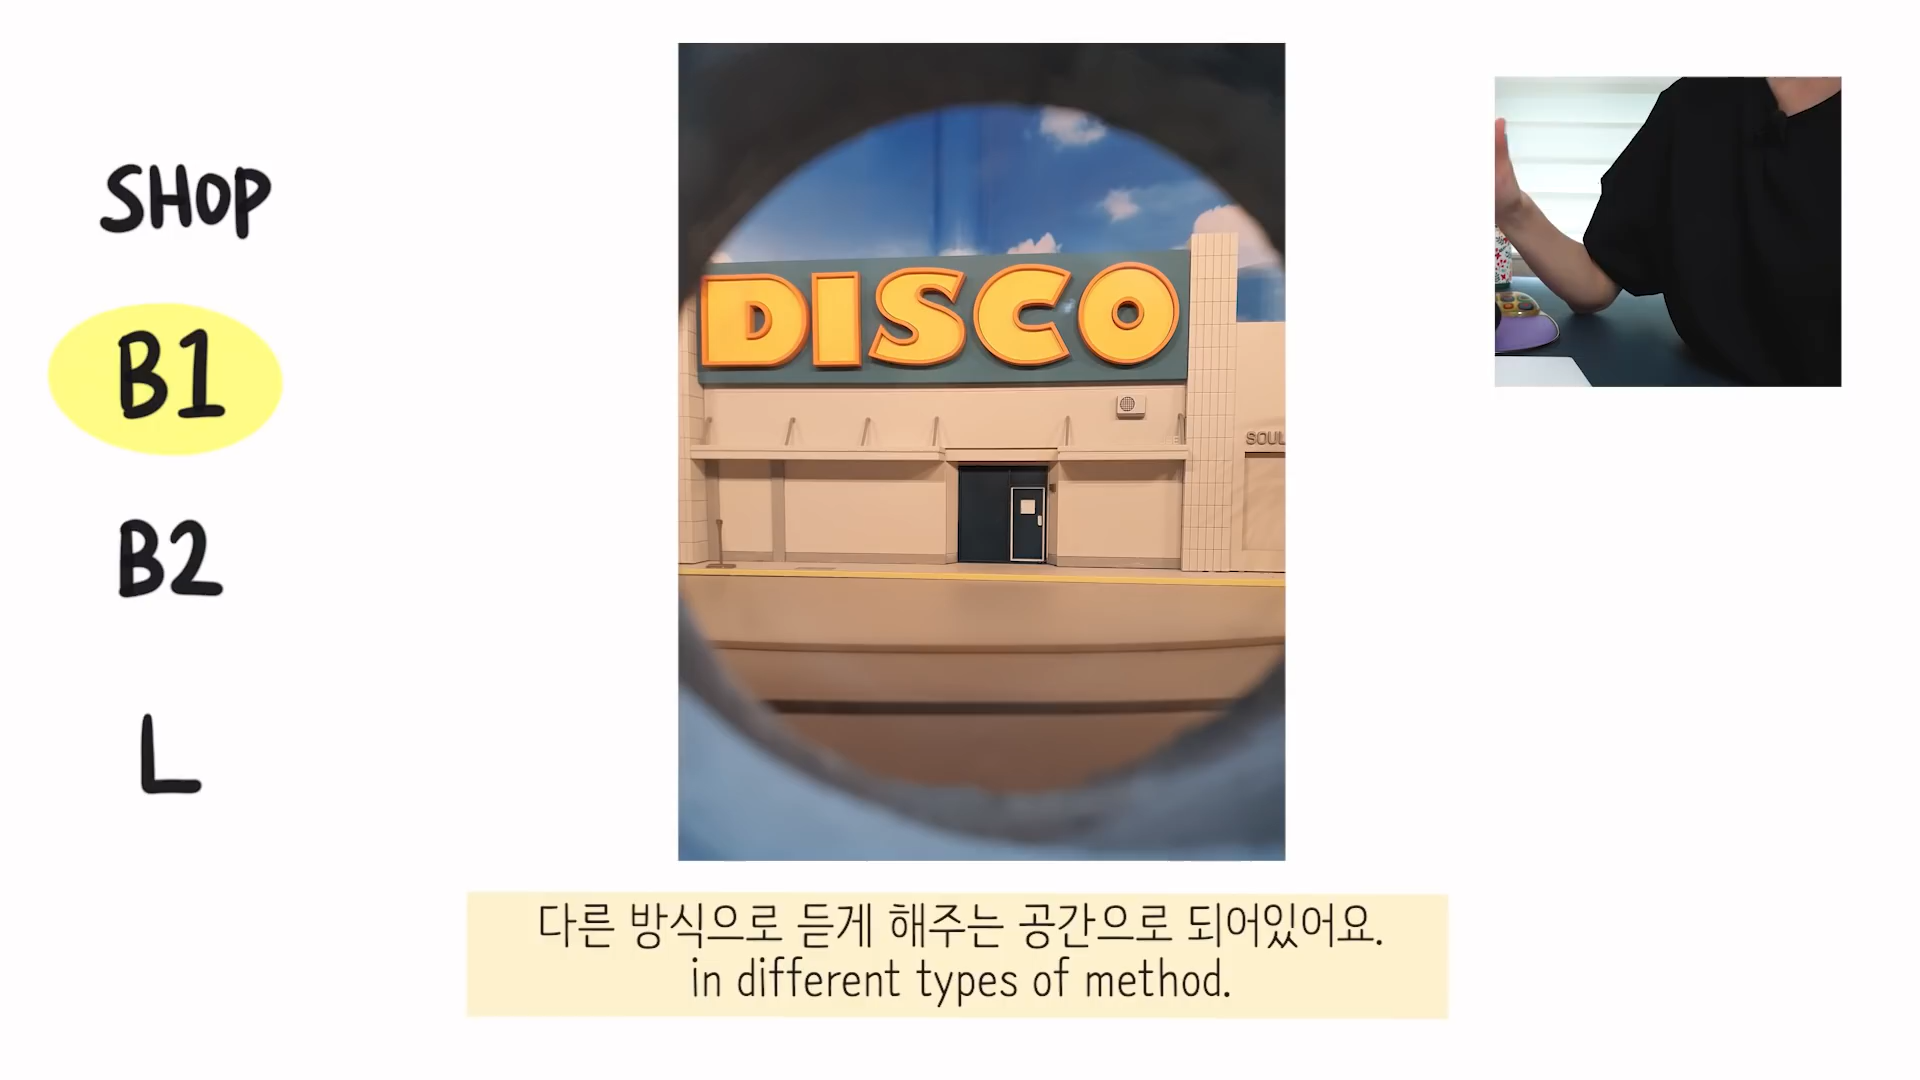 SHOP
B1
B2
L
DISCO
SOUL
다른 방식으로 듣게 해주는 공간으로 되어있어요.
in different types of method.